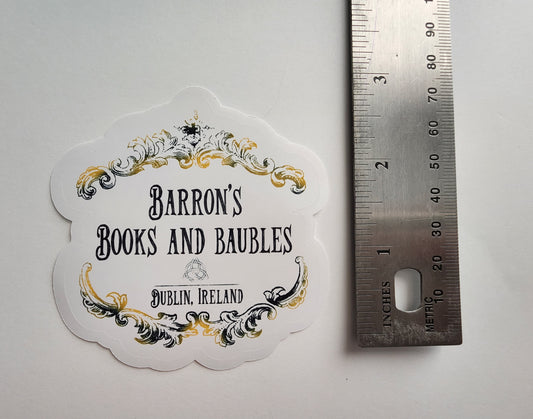 BARRON'S
BOOKS AND BAUBLES
DUBLIN, IRELAND
3
2
1
INCHES
90
80
70
60
50
40
30
20
10
METRIC